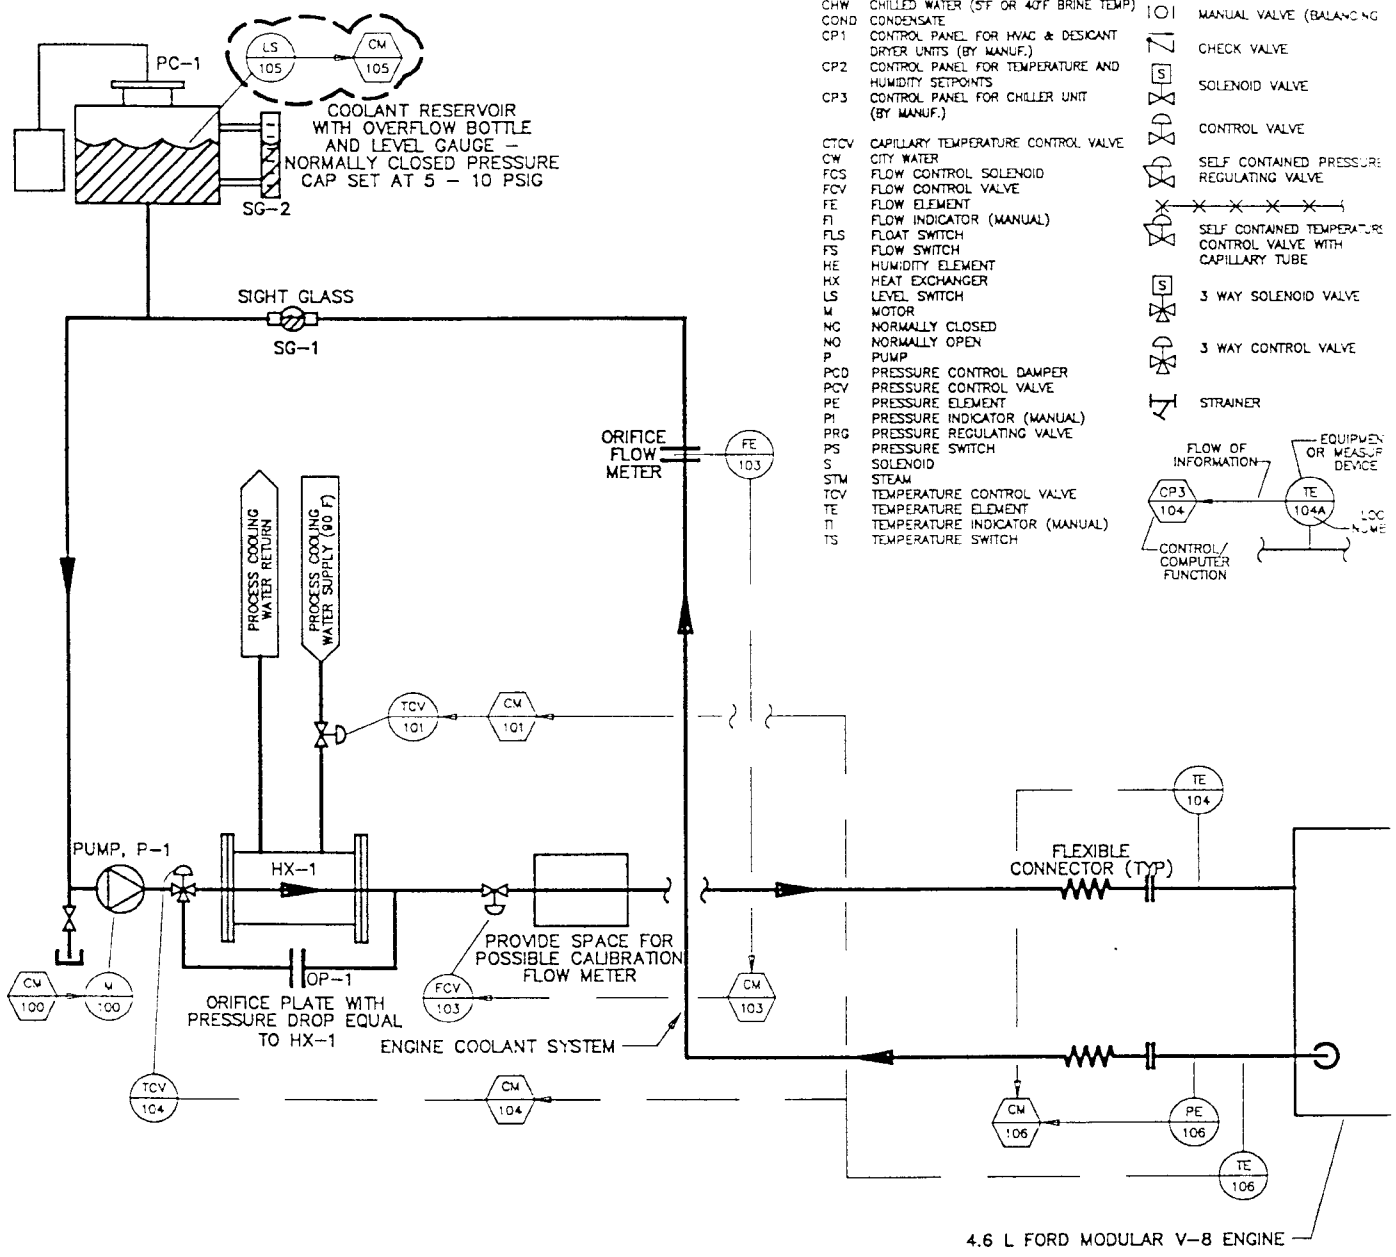 PC-1
LS
105
CM
105
COOLANT RESERVOIR
WITH OVERFLOW BOTTLE
AND LEVEL GAUGE –
NORMALLY CLOSED PRESSURE
CAP SET AT 5 – 10 PSIG
SG-2
SIGHT GLASS
SG-1
ORIFICE
FLOW
METER
FE
103
PROCESS COOLING
WATER RETURN
PROCESS COOLING
WATER SUPPLY (90 F)
TCV
101
CM
101
PUMP, P-1
HX-1
OP-1
ORIFICE PLATE WITH
PRESSURE DROP EQUAL
TO HX-1
CM
100
M
100
PROVIDE SPACE FOR
POSSIBLE CALIBRATION
FLOW METER
FCV
103
CM
103
ENGINE COOLANT SYSTEM
TCV
104
CM
104
TE
104
FLEXIBLE
CONNECTOR (TYP)
CM
106
PE
106
TE
106
4.6 L FORD MODULAR V-8 ENGINE
CHW CHILLED WATER (5°F OR 40°F BRINE TEMP)
COND CONDENSATE
CP1 CONTROL PANEL FOR HVAC & DESICANT
DRYER UNITS (BY MANUF.)
CP2 CONTROL PANEL FOR TEMPERATURE AND
HUMIDITY SETPOINTS
CP3 CONTROL PANEL FOR CHILLER UNIT
(BY MANUF.)
CTCV CAPILLARY TEMPERATURE CONTROL VALVE
CW CITY WATER
FCS FLOW CONTROL SOLENOID
FCV FLOW CONTROL VALVE
FE FLOW ELEMENT
FI FLOW INDICATOR (MANUAL)
FLS FLOAT SWITCH
FS FLOW SWITCH
HE HUMIDITY ELEMENT
HX HEAT EXCHANGER
LS LEVEL SWITCH
M MOTOR
NC NORMALLY CLOSED
NO NORMALLY OPEN
P PUMP
PCD PRESSURE CONTROL DAMPER
PCV PRESSURE CONTROL VALVE
PE PRESSURE ELEMENT
PI PRESSURE INDICATOR (MANUAL)
PRG PRESSURE REGULATING VALVE
PS PRESSURE SWITCH
S SOLENOID
STM STEAM
TCV TEMPERATURE CONTROL VALVE
TE TEMPERATURE ELEMENT
TI TEMPERATURE INDICATOR (MANUAL)
TS TEMPERATURE SWITCH
MANUAL VALVE (BALANCING
CHECK VALVE
S
SOLENOID VALVE
CONTROL VALVE
SELF CONTAINED PRESSURE
REGULATING VALVE
SELF CONTAINED TEMPERATURE
CONTROL VALVE WITH
CAPILLARY TUBE
S
3 WAY SOLENOID VALVE
3 WAY CONTROL VALVE
STRAINER
FLOW OF
INFORMATION
EQUIPMEN
OR MEASUR
DEVICE
CP3
104
TE
104A
LOC
NUMB
CONTROL/
COMPUTER
FUNCTION